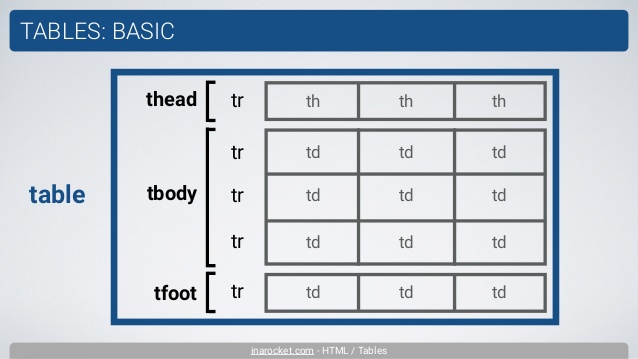 TABLES: BASIC
thead tr th th th
tr td td td
table tbody tr td td td
tr td td td
tfoot tr td td td
inarocket.com - HTML / Tables